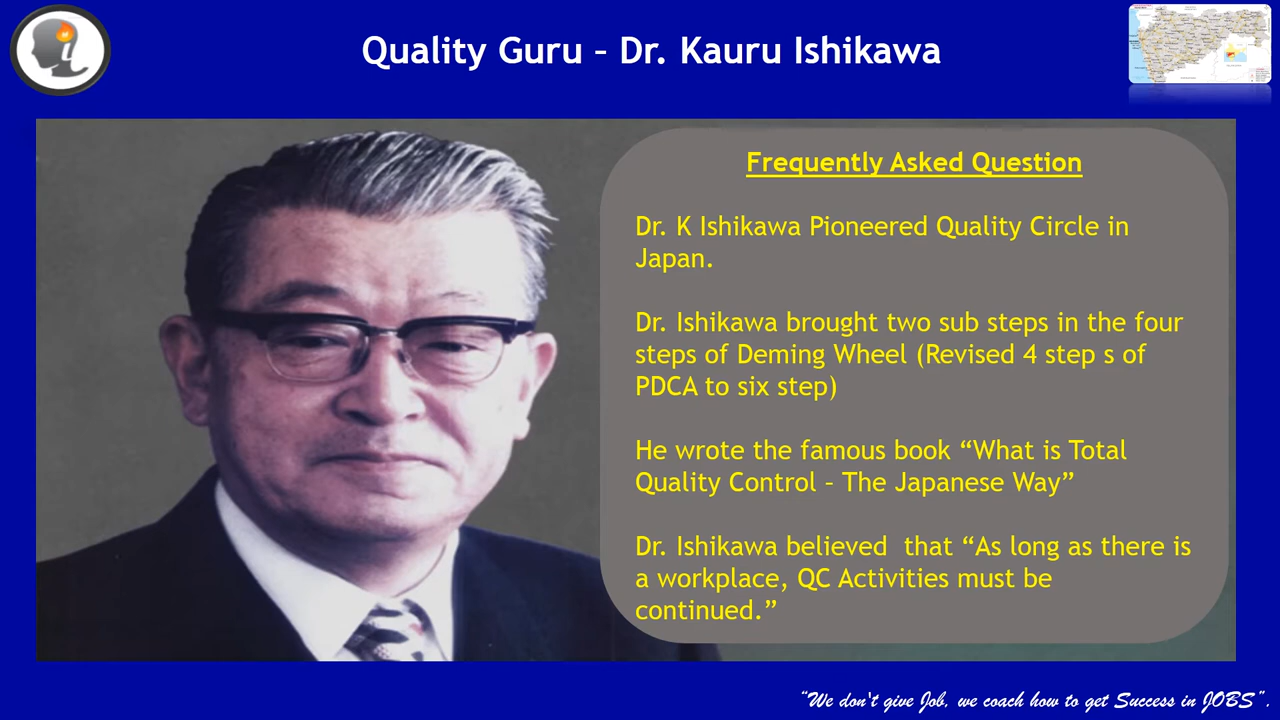 Quality Guru – Dr. Kauru Ishikawa
Frequently Asked Question
Dr. K Ishikawa Pioneered Quality Circle in
Japan.
Dr. Ishikawa brought two sub steps in the four
steps of Deming Wheel (Revised 4 step s of
PDCA to six step)
He wrote the famous book “What is Total
Quality Control – The Japanese Way”
Dr. Ishikawa believed  that “As long as there is
a workplace, QC Activities must be
continued.”
“We don't give Job, we coach how to get Success in JOBS”.